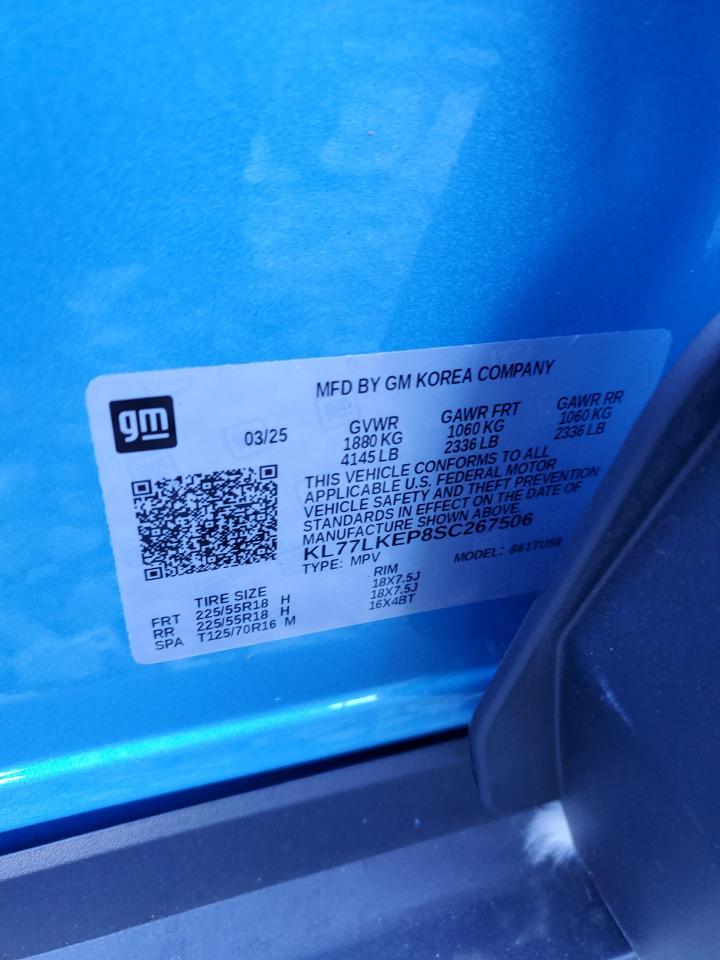 MFD BY GM KOREA COMPANY
gm
03/25
GVWR GAWR FRT GAWR RR
1880 KG 1060 KG 1060 KG
4145 LB 2336 LB 2336 LB
THIS VEHICLE CONFORMS TO ALL
APPLICABLE U.S. FEDERAL MOTOR
VEHICLE SAFETY AND THEFT PREVENTION
STANDARDS IN EFFECT ON THE DATE OF
MANUFACTURE SHOWN ABOVE.
KL77LKEP8SC267506
TYPE: MPV MODEL: 861TUS8
TIRE SIZE RIM
FRT 225/55R18 H 18X7.5J
RR 225/55R18 H 18X7.5J
SPA T125/70R16 M 16X4BT